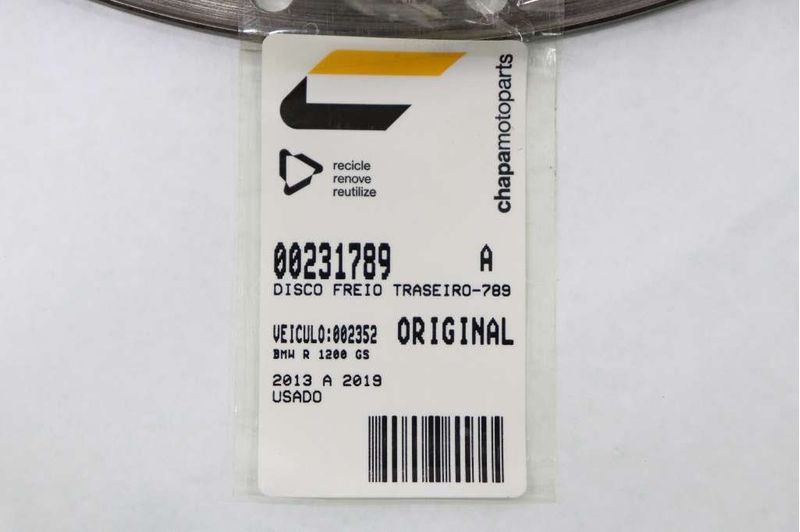 chapamotoparts
recicle
renove
reutilize
00231789 A
DISCO FREIO TRASEIRO-789
VEICULO:002352 ORIGINAL
BMW R 1200 GS
2013 A 2019
USADO